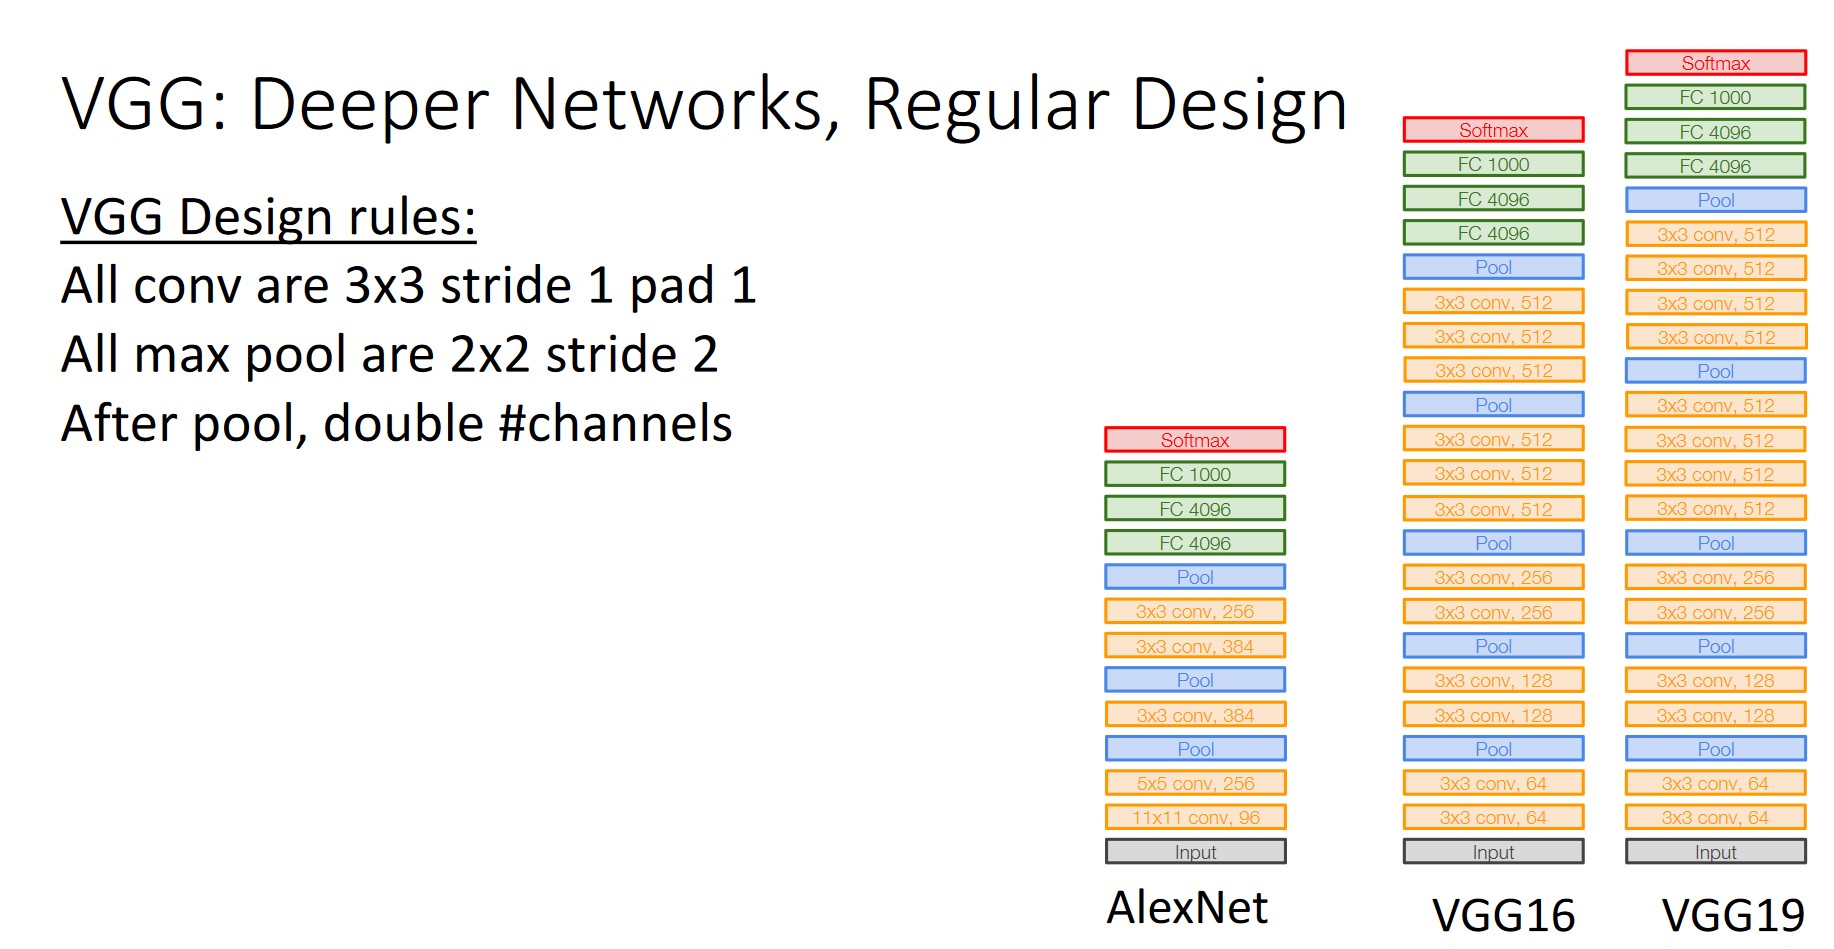 VGG: Deeper Networks, Regular Design
VGG Design rules:
All conv are 3x3 stride 1 pad 1
All max pool are 2x2 stride 2
After pool, double #channels
Softmax
FC 1000
FC 4096
FC 4096
Pool
3x3 conv, 256
3x3 conv, 384
Pool
3x3 conv, 384
Pool
5x5 conv, 256
11x11 conv, 96
Input
AlexNet
Softmax
FC 1000
FC 4096
FC 4096
Pool
3x3 conv, 512
3x3 conv, 512
3x3 conv, 512
Pool
3x3 conv, 512
3x3 conv, 512
3x3 conv, 512
Pool
3x3 conv, 256
3x3 conv, 256
Pool
3x3 conv, 128
3x3 conv, 128
Pool
3x3 conv, 64
3x3 conv, 64
Input
VGG16
Softmax
FC 1000
FC 4096
FC 4096
Pool
3x3 conv, 512
3x3 conv, 512
3x3 conv, 512
3x3 conv, 512
Pool
3x3 conv, 512
3x3 conv, 512
3x3 conv, 512
3x3 conv, 512
Pool
3x3 conv, 256
3x3 conv, 256
Pool
3x3 conv, 128
3x3 conv, 128
Pool
3x3 conv, 64
3x3 conv, 64
Input
VGG19